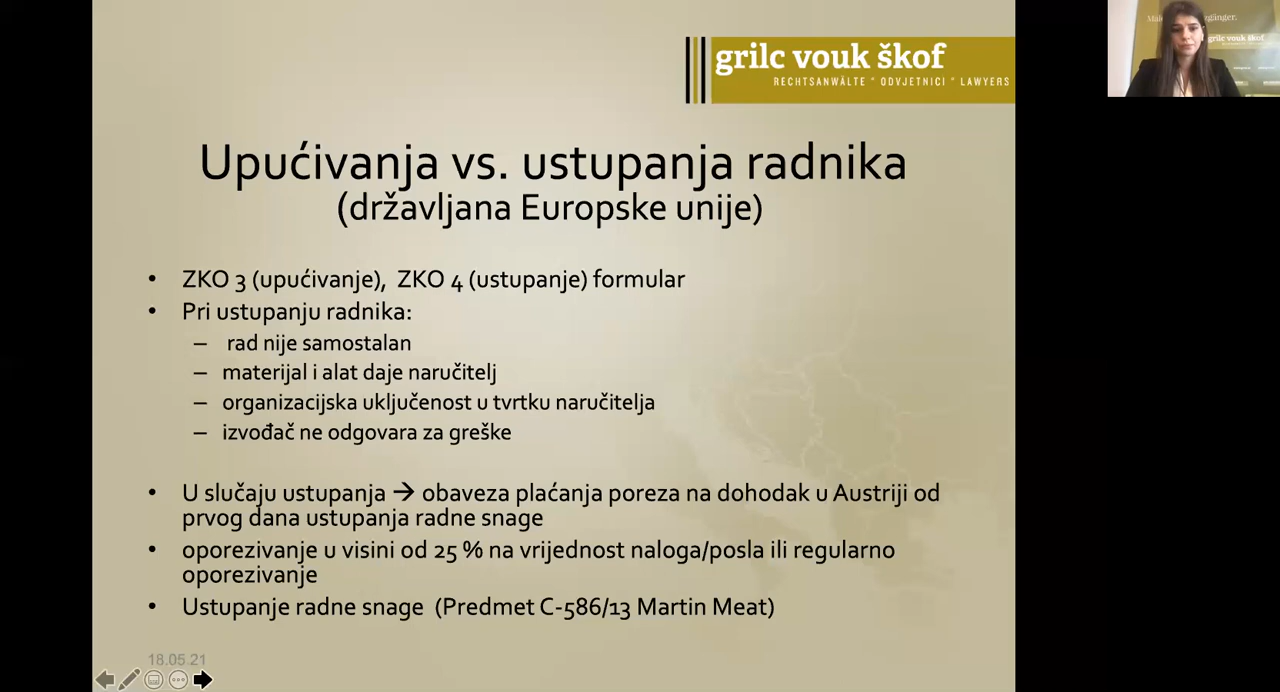 grilc vouk škof
RECHTSANWÄLTE " ODVJETNICI " LAWYERS
Upućivanja vs. ustupanja radnika
(državljana Europske unije)
• ZKO 3 (upućivanje), ZKO 4 (ustupanje) formular
• Pri ustupanju radnika:
– rad nije samostalan
– materijal i alat daje naručitelj
– organizacijska uključenost u tvrtku naručitelja
– izvođač ne odgovara za greške
• U slučaju ustupanja → obaveza plaćanja poreza na dohodak u Austriji od
prvog dana ustupanja radne snage
• oporezivanje u visini od 25 % na vrijednost naloga/posla ili regularno
oporezivanje
• Ustupanje radne snage (Predmet C-586/13 Martin Meat)
18.05.21
grilc vouk škof